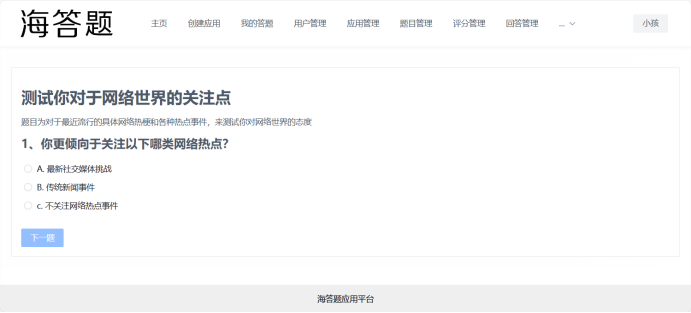 海答题
主页 创建应用 我的答题 用户管理 应用管理 题目管理 评分管理 回答管理 ... 小孩
测试你对于网络世界的关注点
题目为对于最近流行的具体网络热梗和各种热点事件，来测试你对网络世界的态度
1、你更倾向于关注以下哪类网络热点？
A. 最新社交媒体挑战
B. 传统新闻事件
c. 不关注网络热点事件
下一题
海答题应用平台